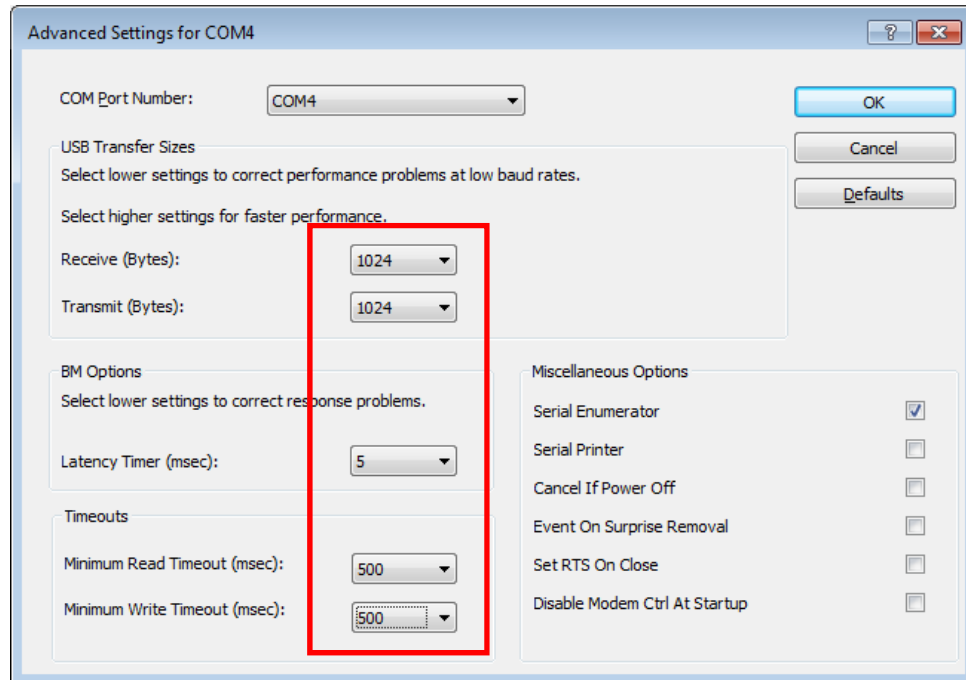 Advanced Settings for COM4
COM Port Number: COM4
OK
USB Transfer Sizes
Cancel
Select lower settings to correct performance problems at low baud rates.
Defaults
Select higher settings for faster performance.
Receive (Bytes): 1024
Transmit (Bytes): 1024
BM Options
Select lower settings to correct response problems.
Latency Timer (msec): 5
Timeouts
Minimum Read Timeout (msec): 500
Minimum Write Timeout (msec): 500
Miscellaneous Options
Serial Enumerator
Serial Printer
Cancel If Power Off
Event On Surprise Removal
Set RTS On Close
Disable Modem Ctrl At Startup